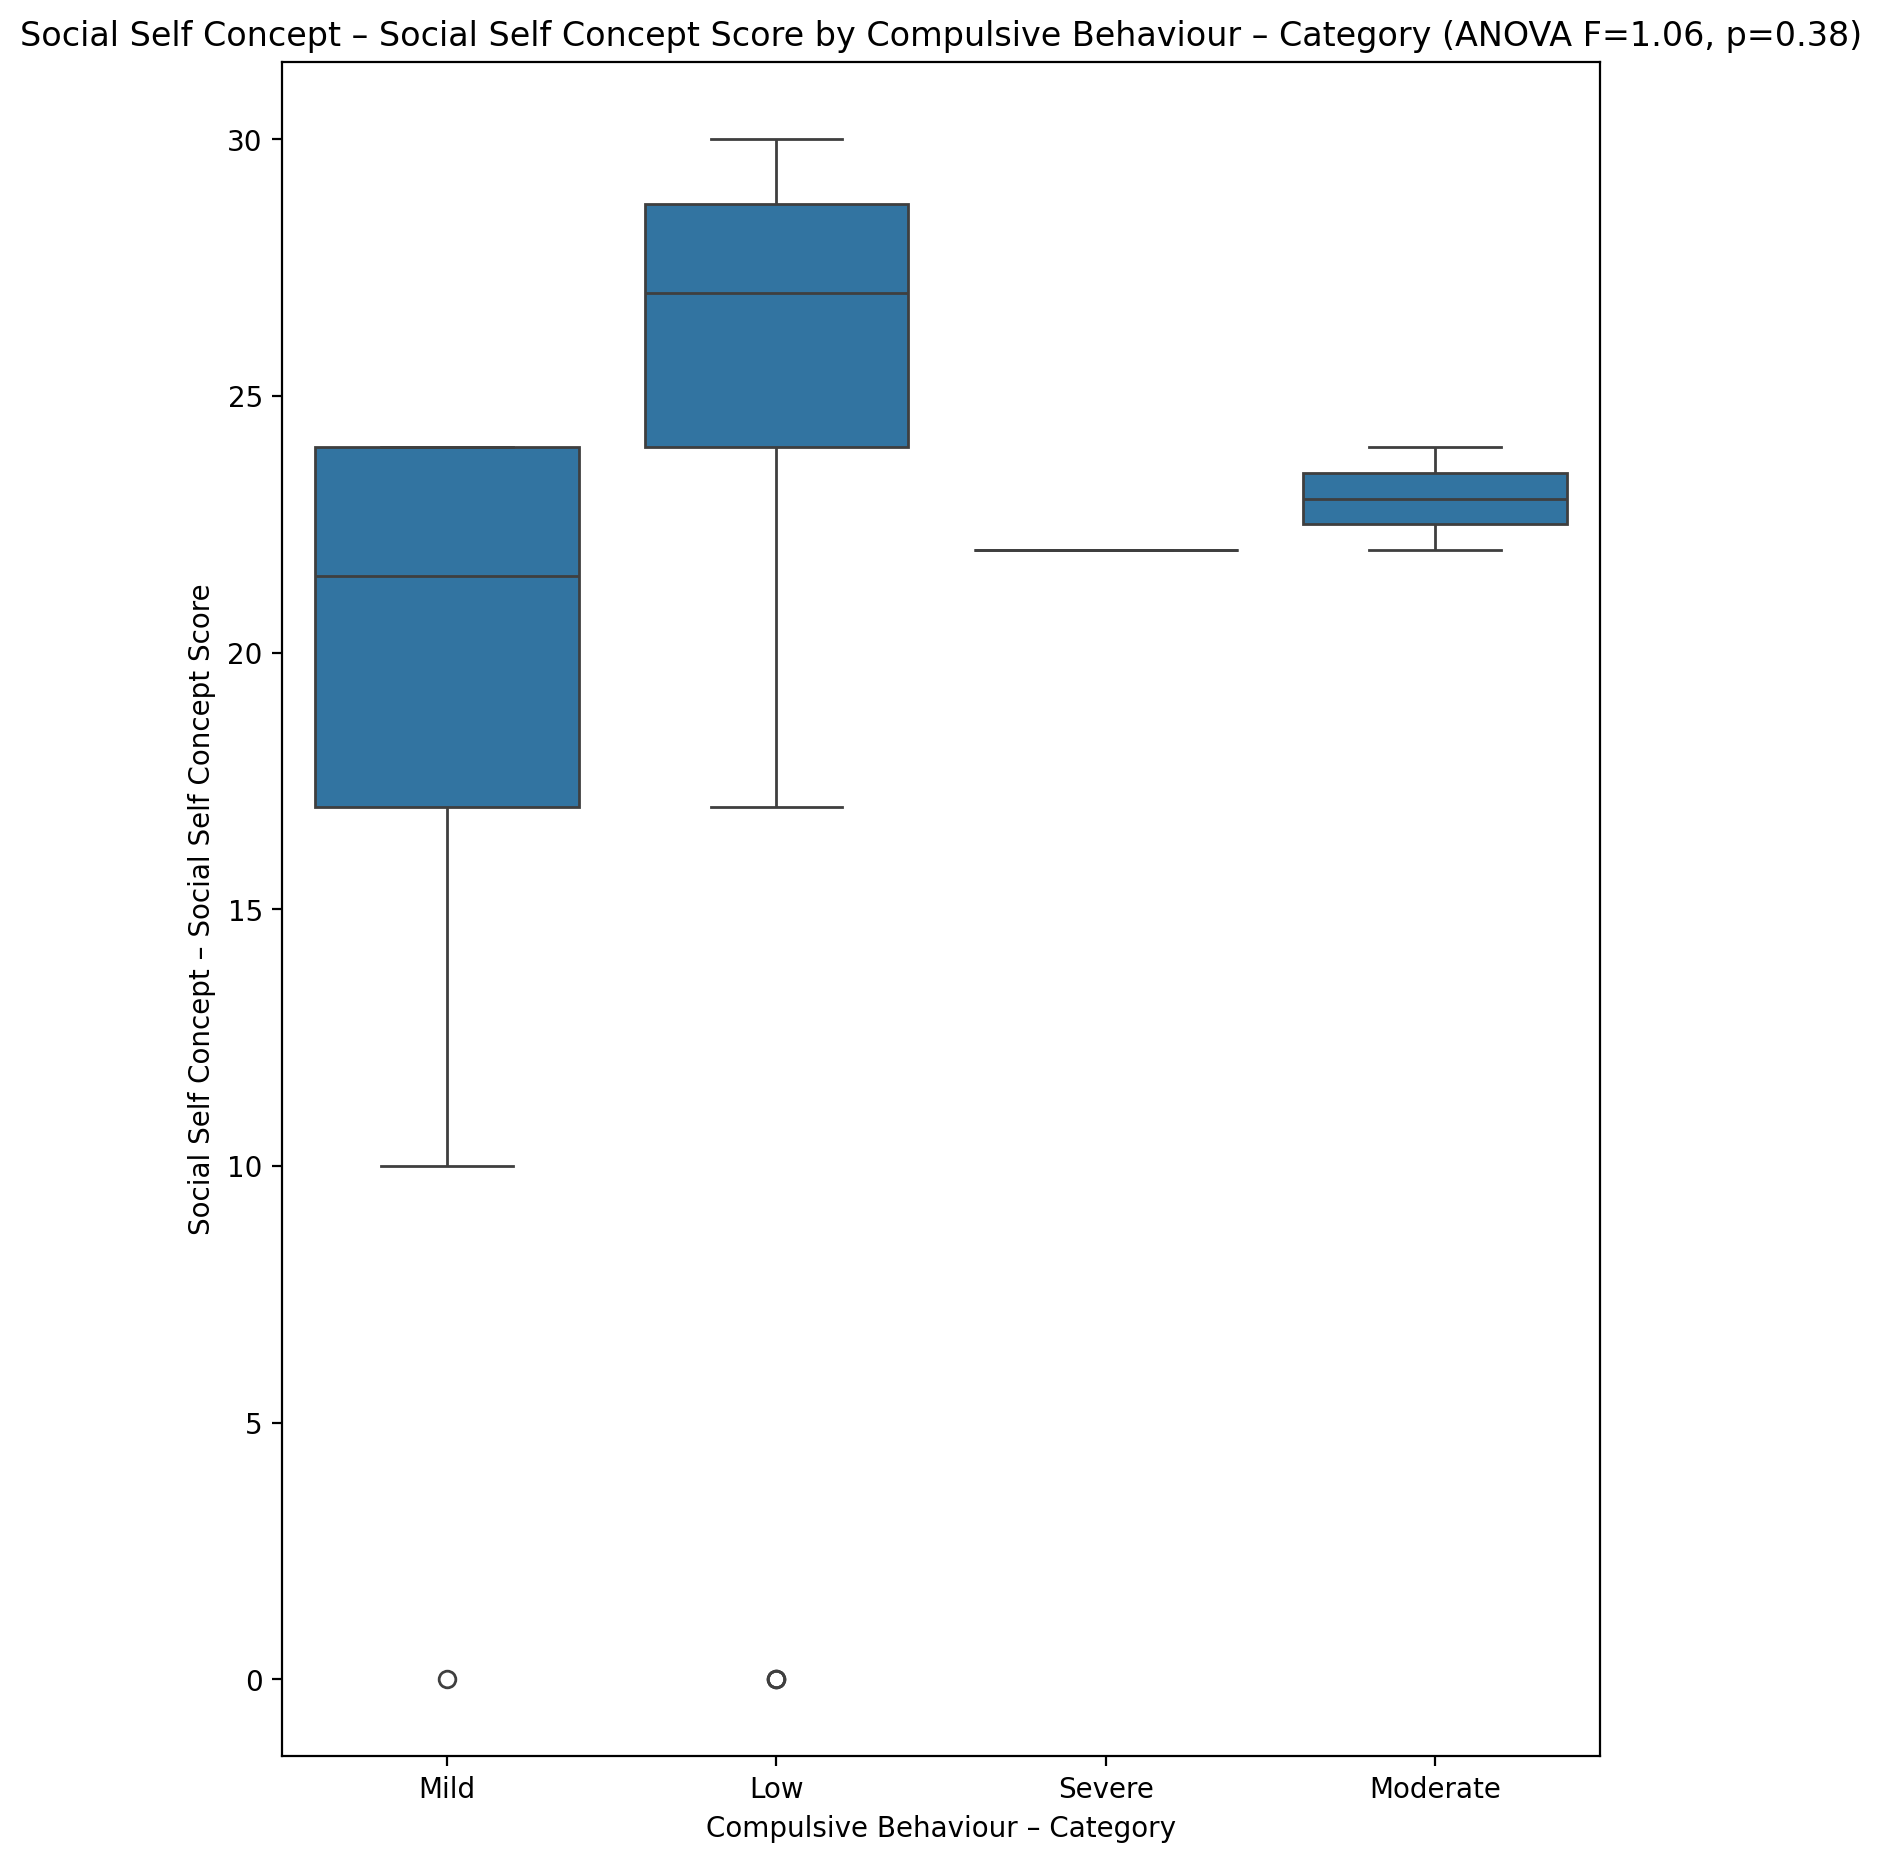 Social Self Concept – Social Self Concept Score by Compulsive Behaviour – Category (ANOVA F=1.06, p=0.38)
Social Self Concept – Social Self Concept Score
30
25
20
15
10
5
0
Mild
Low
Severe
Moderate
Compulsive Behaviour – Category